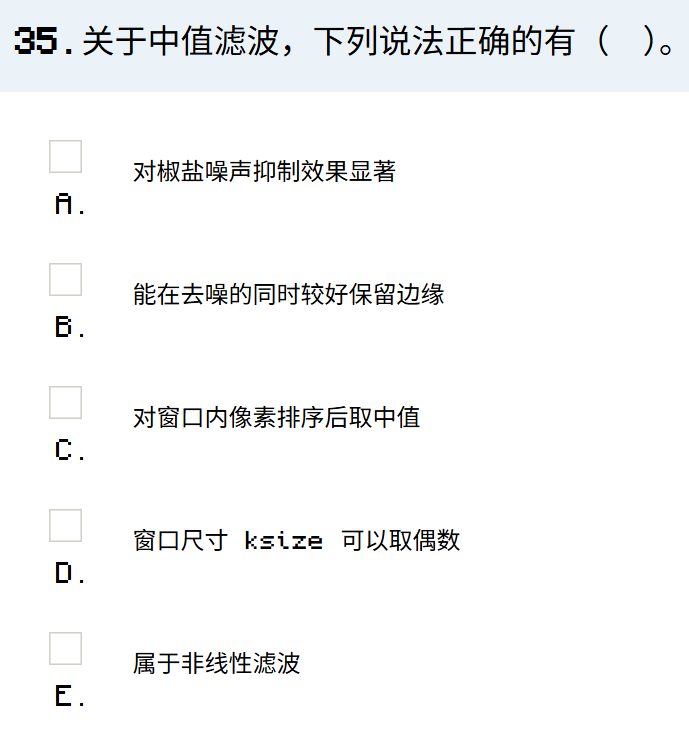 35.关于中值滤波，下列说法正确的有（　）。
对椒盐噪声抑制效果显著
A.
能在去噪的同时较好保留边缘
B.
对窗口内像素排序后取中值
C.
窗口尺寸 ksize 可以取偶数
D.
属于非线性滤波
E.